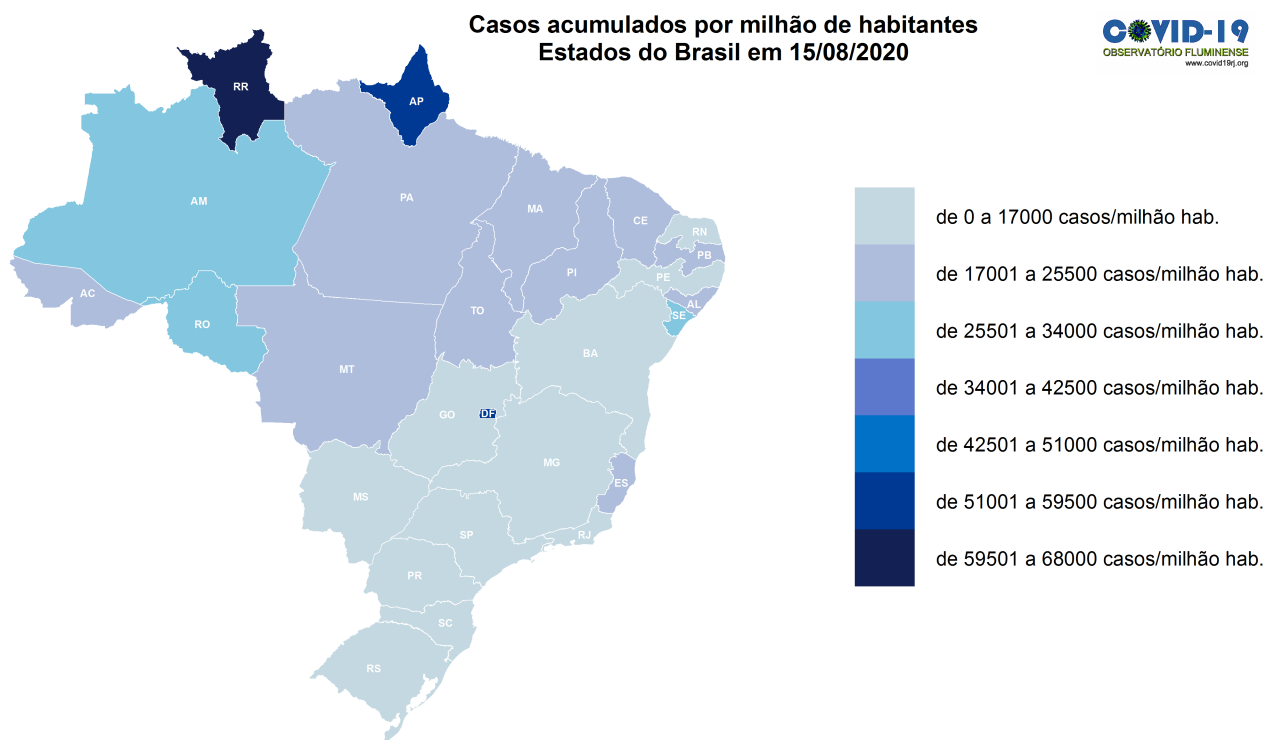 Casos acumulados por milhão de habitantes
Estados do Brasil em 15/08/2020
COVID-19
OBSERVATÓRIO FLUMINENSE
www.covid19rj.org
RR
AP
AM
PA
MA
CE
RN
PB
PI
PE
AC
AL
TO
SE
RO
BA
MT
GO
DF
MG
ES
MS
SP
RJ
PR
SC
RS
de 0 a 17000 casos/milhão hab.
de 17001 a 25500 casos/milhão hab.
de 25501 a 34000 casos/milhão hab.
de 34001 a 42500 casos/milhão hab.
de 42501 a 51000 casos/milhão hab.
de 51001 a 59500 casos/milhão hab.
de 59501 a 68000 casos/milhão hab.